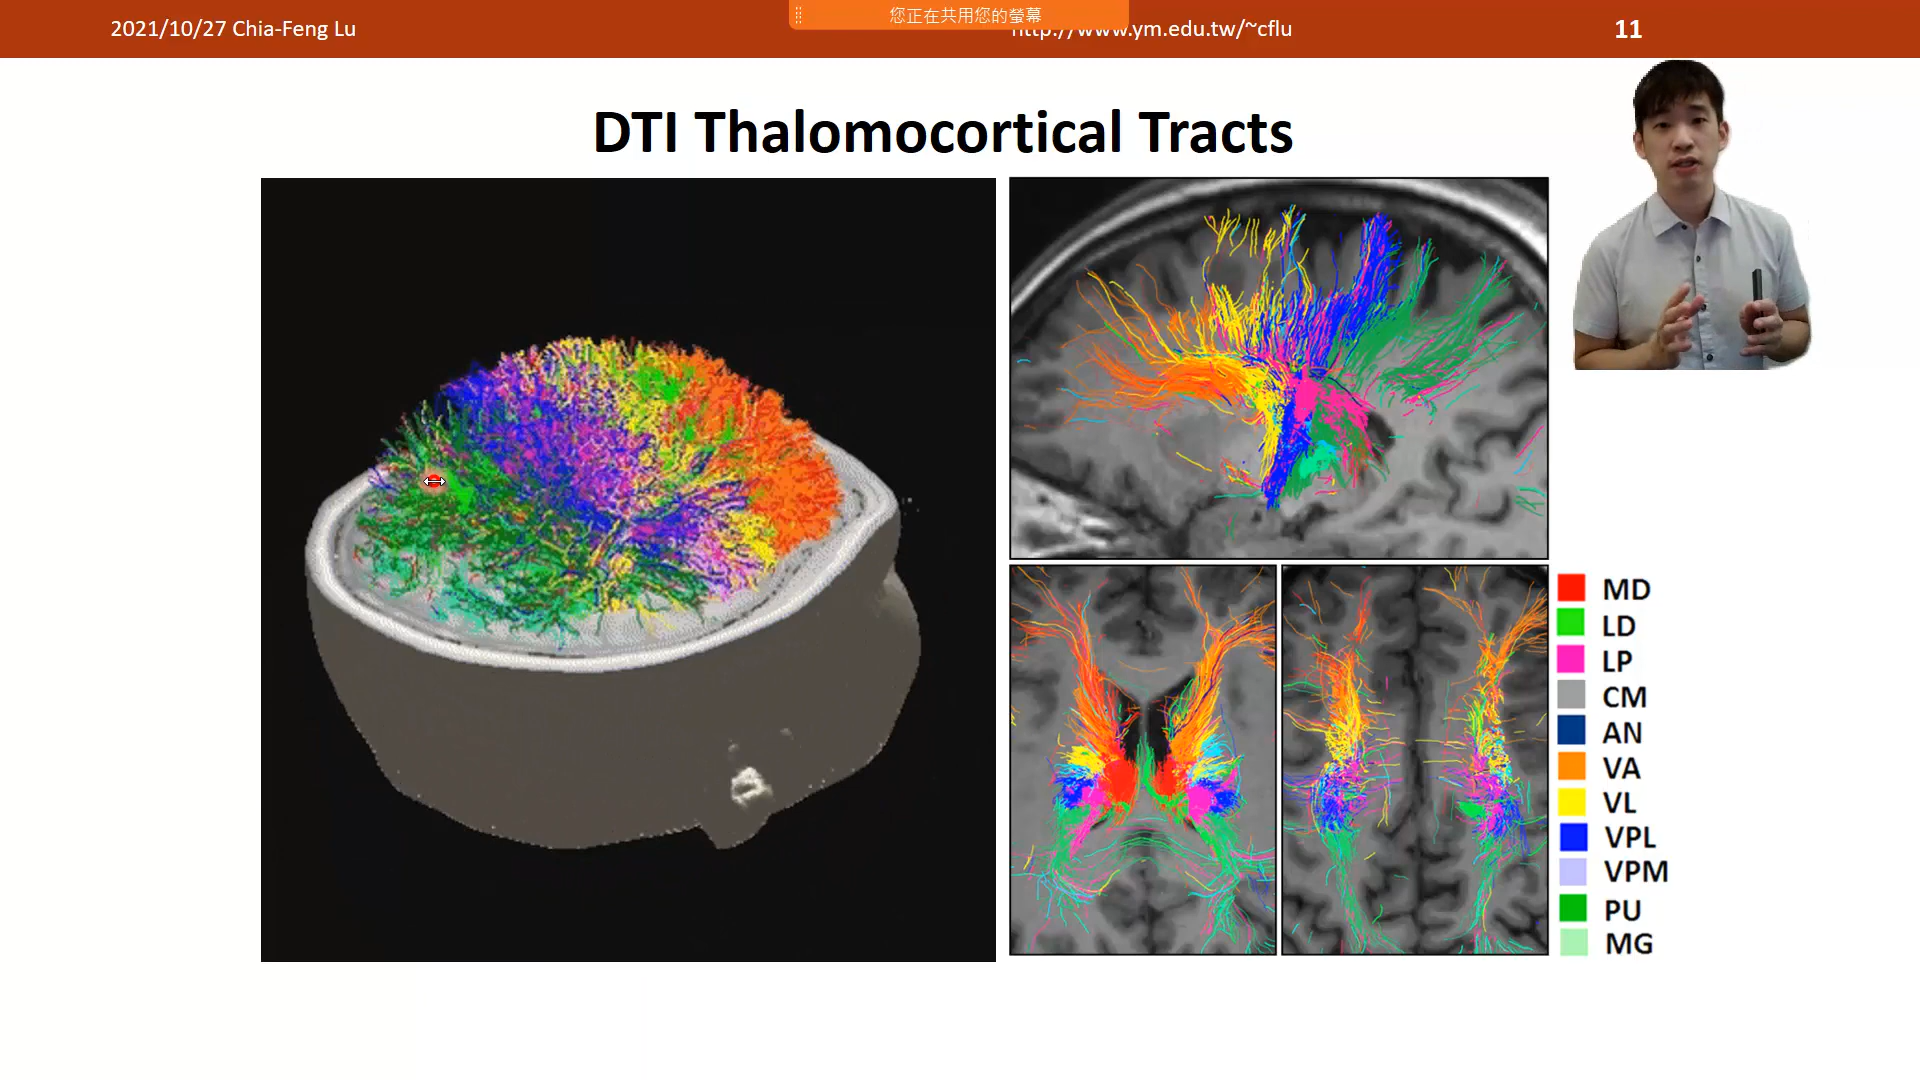 2021/10/27 Chia-Feng Lu
您正在共用您的螢幕
http://www.ym.edu.tw/~cflu
11
DTI Thalomocortical Tracts
MD
LD
LP
CM
AN
VA
VL
VPL
VPM
PU
MG